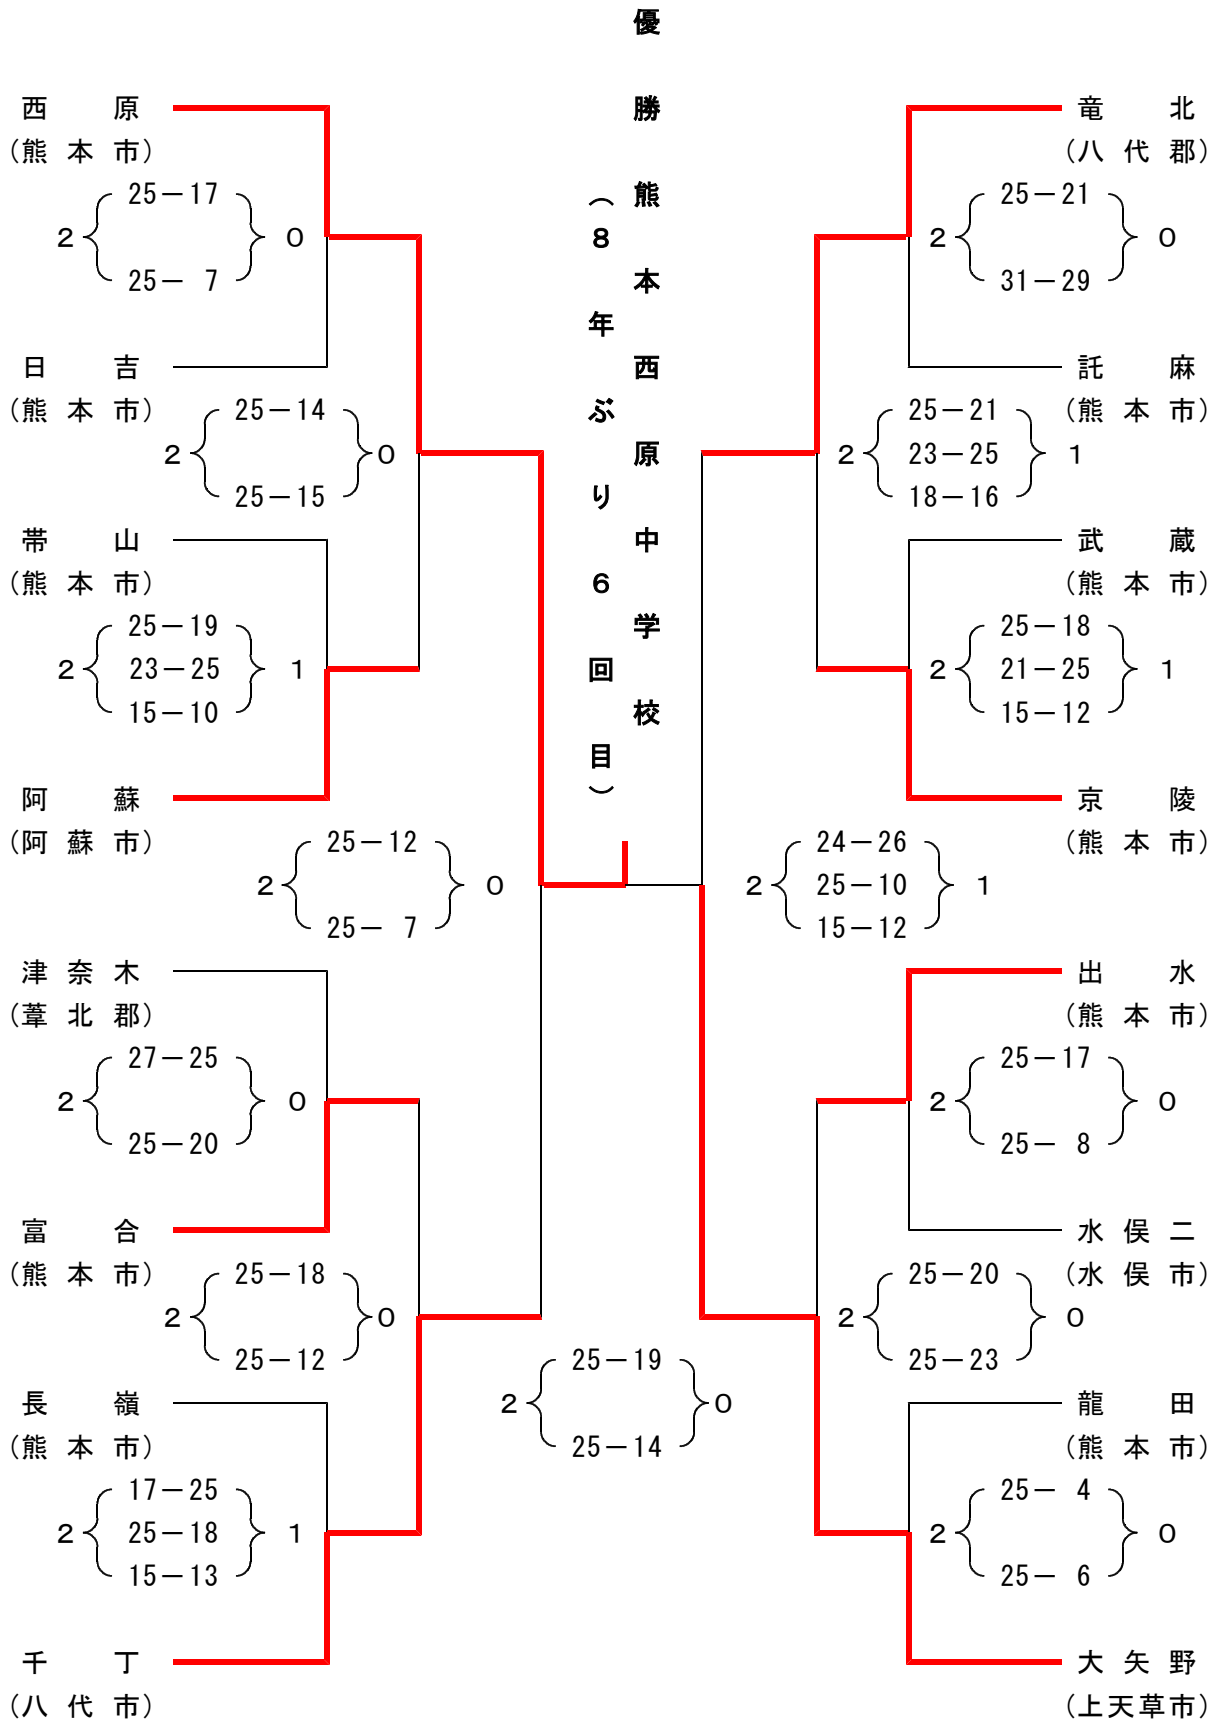 優勝 熊本西原中学校
（8年ぶり6回目）
西原
（熊本市）
2 25－17 0
25－ 7
日吉
（熊本市）
2 25－14 0
25－15
帯山
（熊本市）
25－19
2 23－25 1
15－10
阿蘇
（阿蘇市）
2 25－12 0
25－ 7
津奈木
（葦北郡）
2 27－25 0
25－20
富合
（熊本市）
2 25－18 0
25－12
長嶺
（熊本市）
17－25
2 25－18 1
15－13
千丁
（八代市）
2 25－19 0
25－14
竜北
（八代郡）
2 25－21 0
31－29
託麻
（熊本市）
25－21
2 23－25 1
18－16
武蔵
（熊本市）
25－18
2 21－25 1
15－12
京陵
（熊本市）
24－26
2 25－10 1
15－12
出水
（熊本市）
2 25－17 0
25－ 8
水俣二
（水俣市）
2 25－20 0
25－23
龍田
（熊本市）
2 25－ 4 0
25－ 6
大矢野
（上天草市）